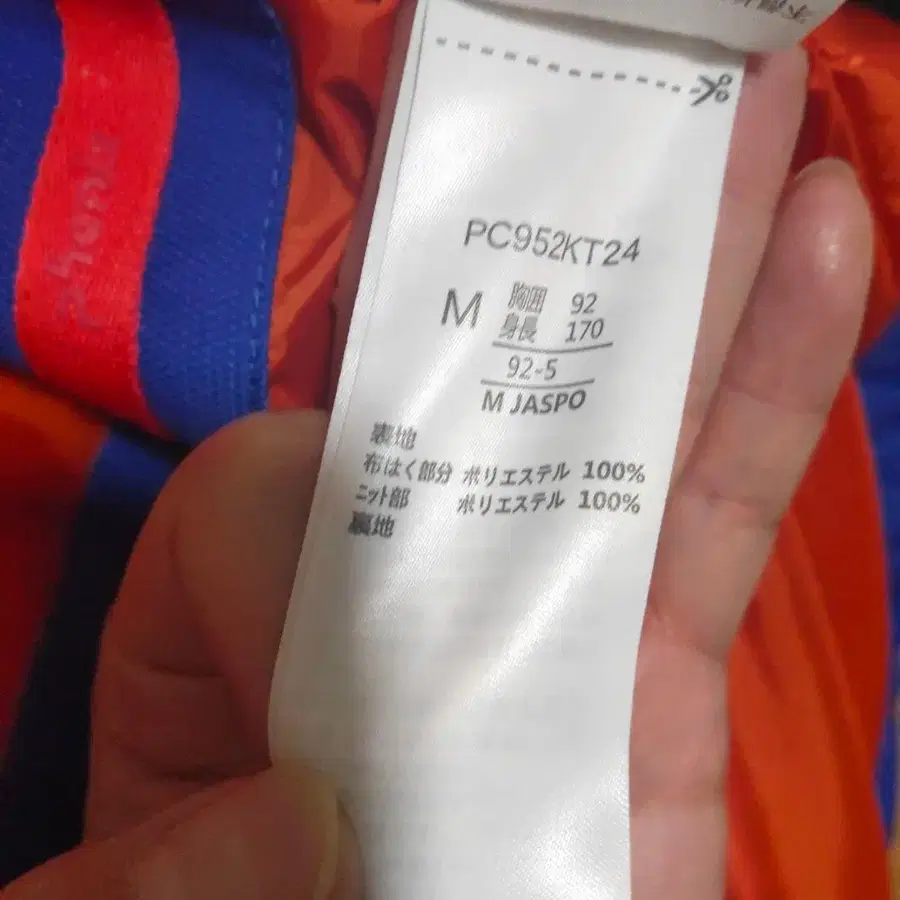 PC952KT24
M 胸囲 92
身長 170
92-5
M JASPO
表地
布はく部分 ポリエステル 100%
ニット部 ポリエステル 100%
裏地